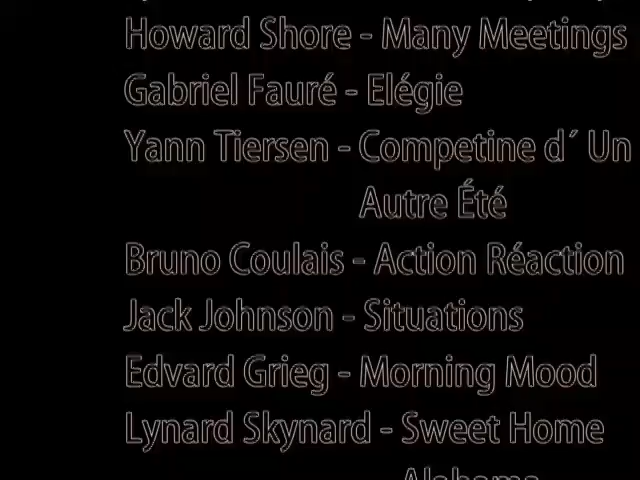 Howard Shore - Many Meetings
Gabriel Fauré - Elégie
Yann Tiersen - Competine d´ Un
Autre Été
Bruno Coulais - Action Réaction
Jack Johnson - Situations
Edvard Grieg - Morning Mood
Lynard Skynard - Sweet Home
Alabama